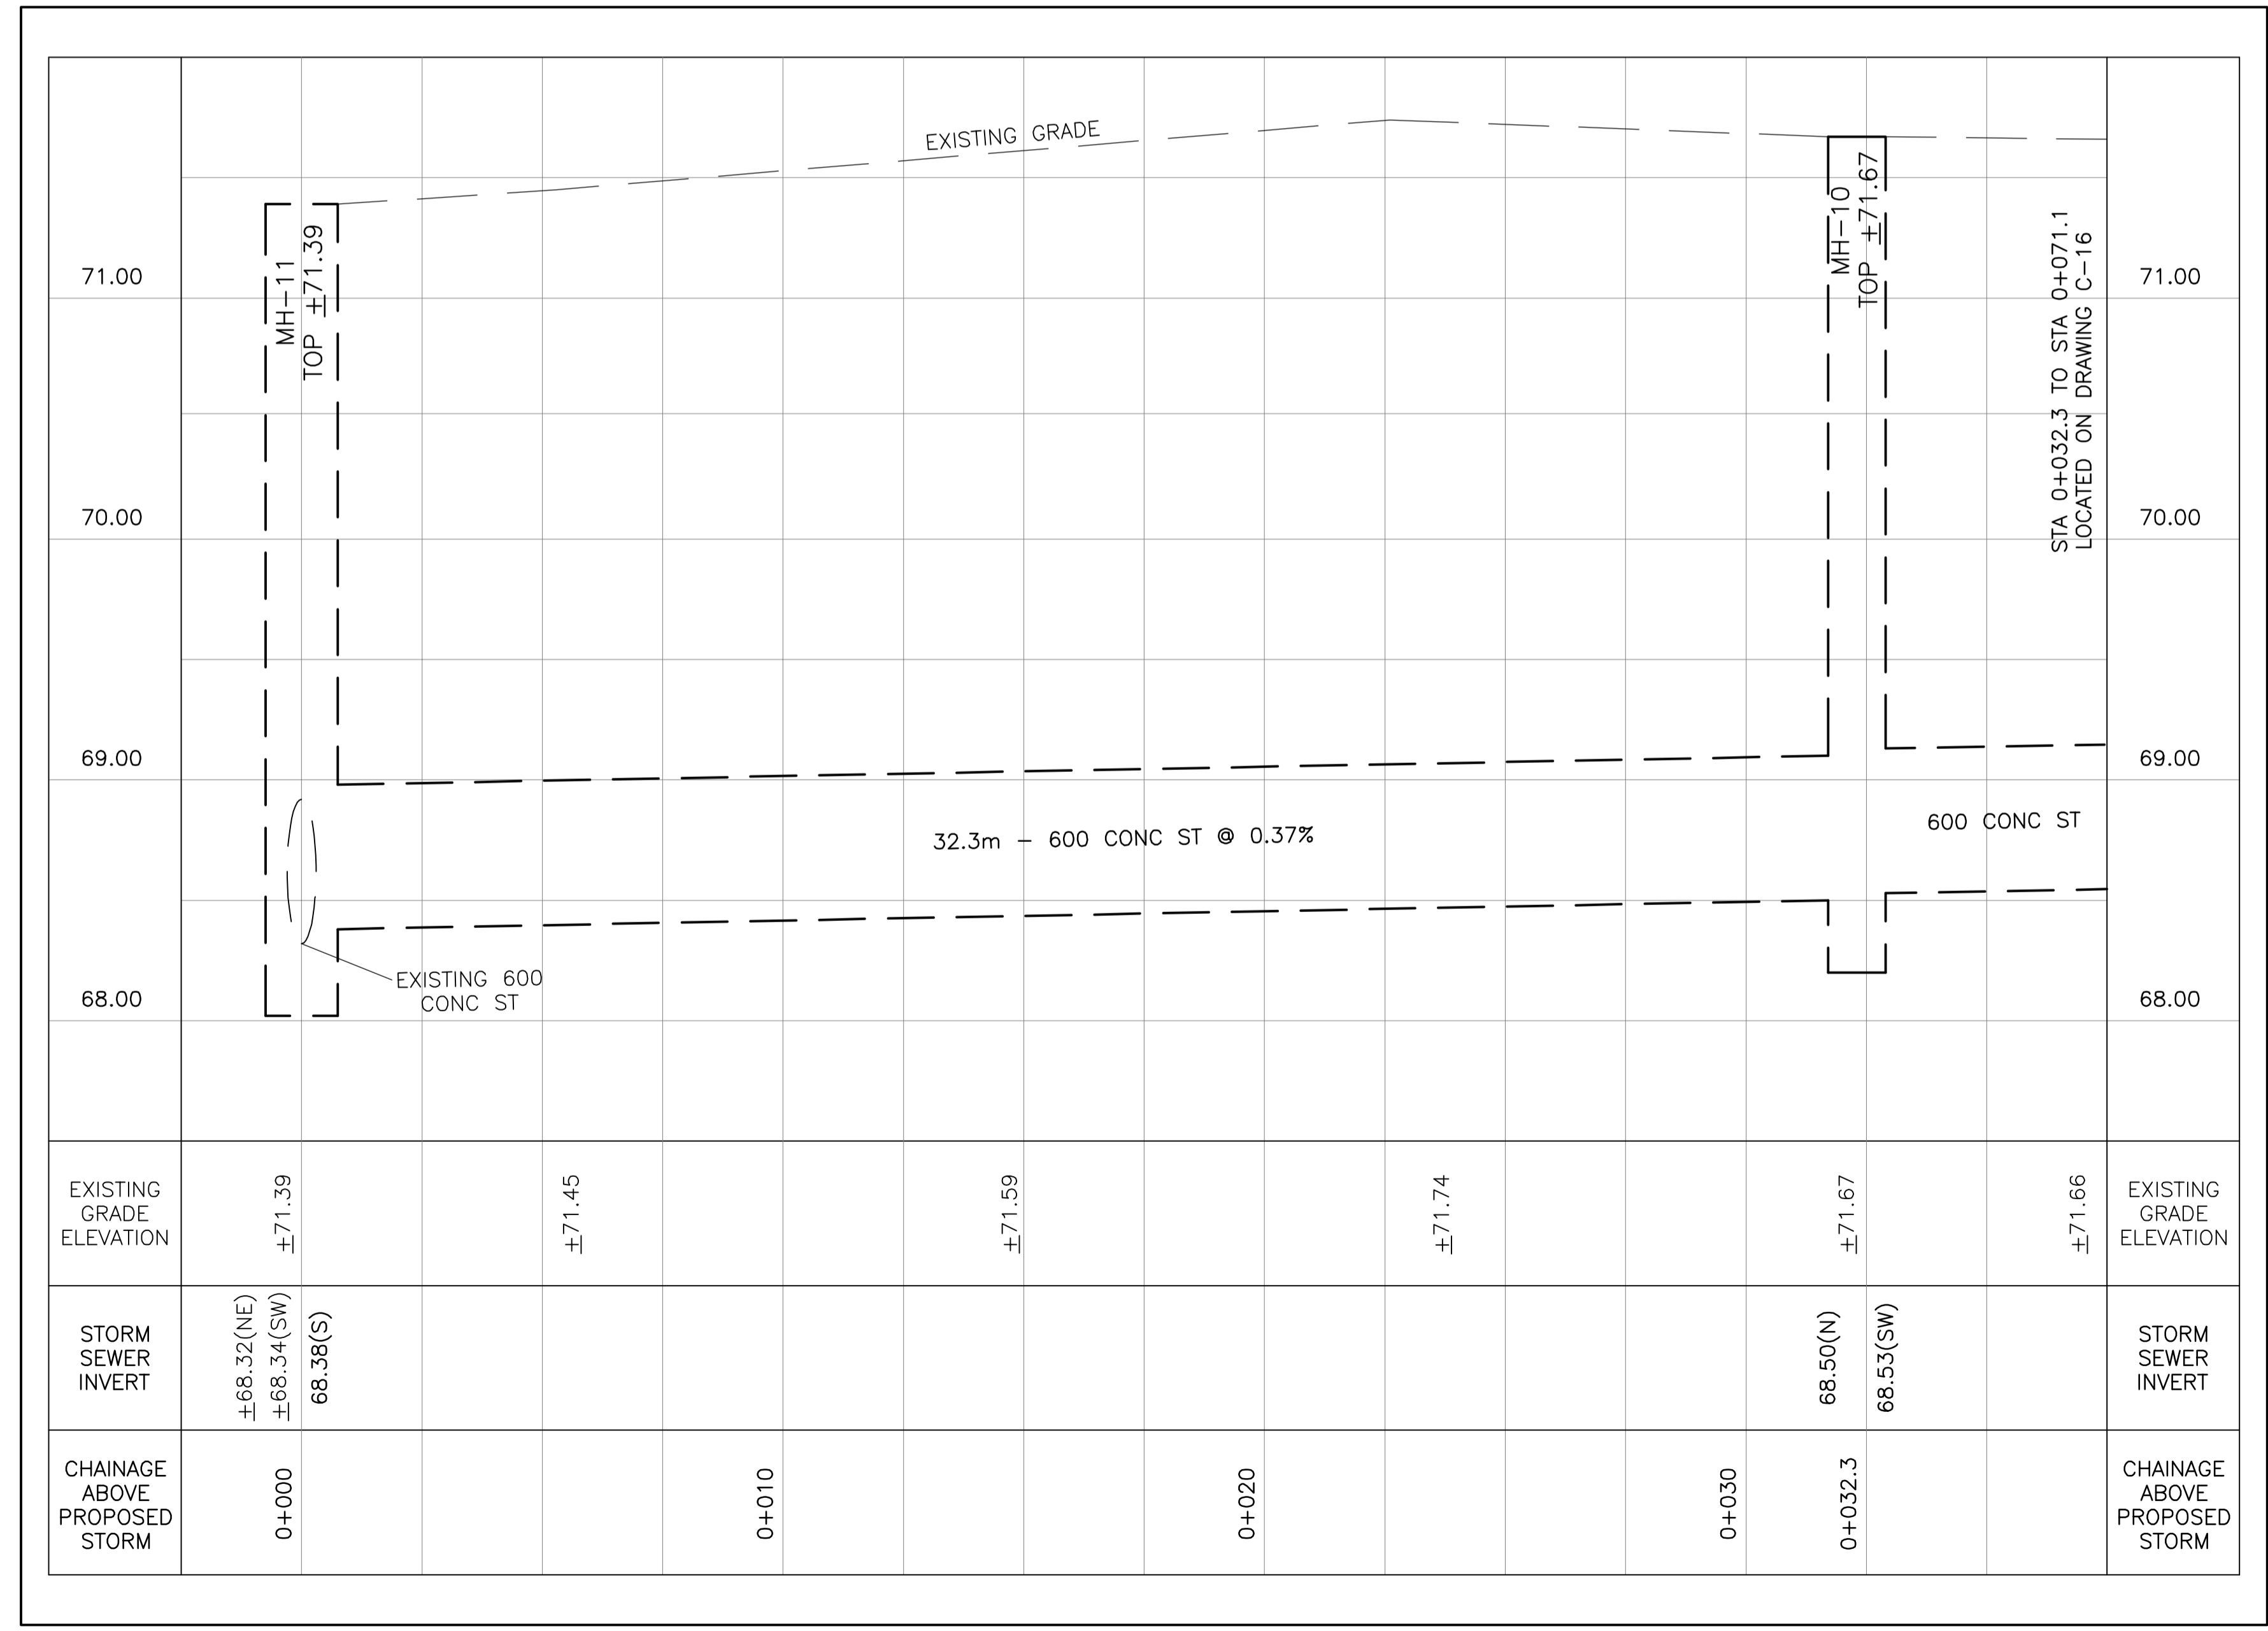 EXISTING GRADE
MH-11
TOP ±71.39
MH-10
TOP ±71.67
STA 0+032.3 TO STA 0+071.1
LOCATED ON DRAWING C-16
71.00
71.00
70.00
70.00
69.00
69.00
32.3m - 600 CONC ST @ 0.37%
600 CONC ST
EXISTING 600
CONC ST
68.00
68.00
EXISTING
GRADE
ELEVATION
±71.39
±71.45
±71.59
±71.74
±71.67
±71.66
EXISTING
GRADE
ELEVATION
STORM
SEWER
INVERT
±68.32(NE)
±68.34(SW)
68.38(S)
68.50(N)
68.53(SW)
STORM
SEWER
INVERT
CHAINAGE
ABOVE
PROPOSED
STORM
0+000
0+010
0+020
0+030
0+032.3
CHAINAGE
ABOVE
PROPOSED
STORM